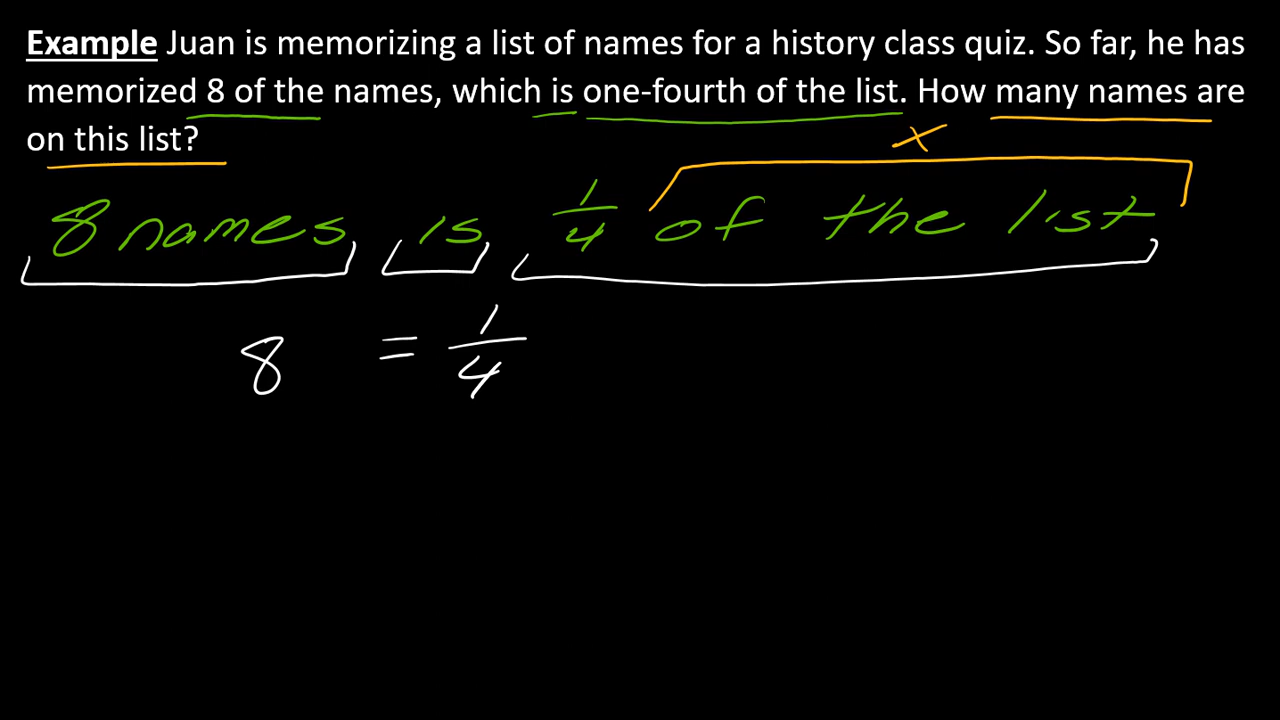 Example Juan is memorizing a list of names for a history class quiz. So far, he has
memorized 8 of the names, which is one-fourth of the list. How many names are
on this list?
x
8 names is 1/4 of the list
8 = 1/4